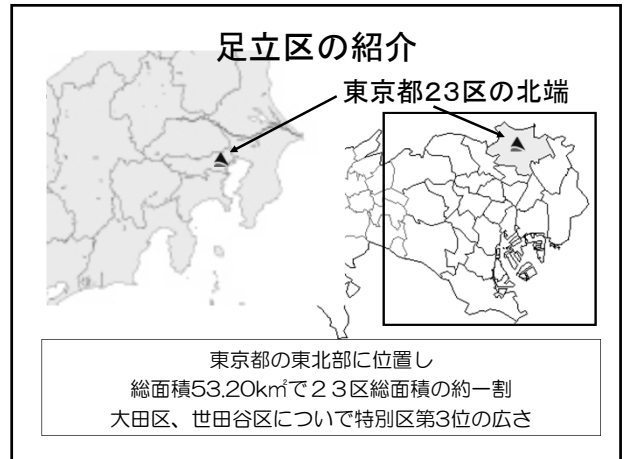 足立区の紹介
東京都23区の北端
東京都の東北部に位置し
総面積53.20k㎡で２３区総面積の約一割
大田区、世田谷区についで特別区第3位の広さ